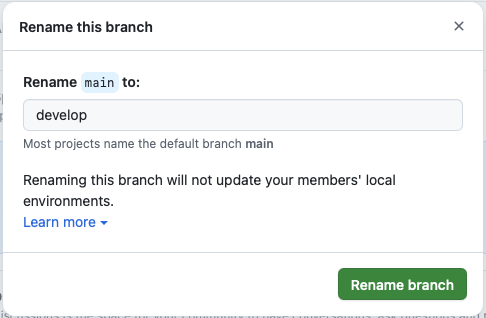 Rename this branch
Rename main to:
develop
Most projects name the default branch main
Renaming this branch will not update your members' local
environments.
Learn more
Rename branch